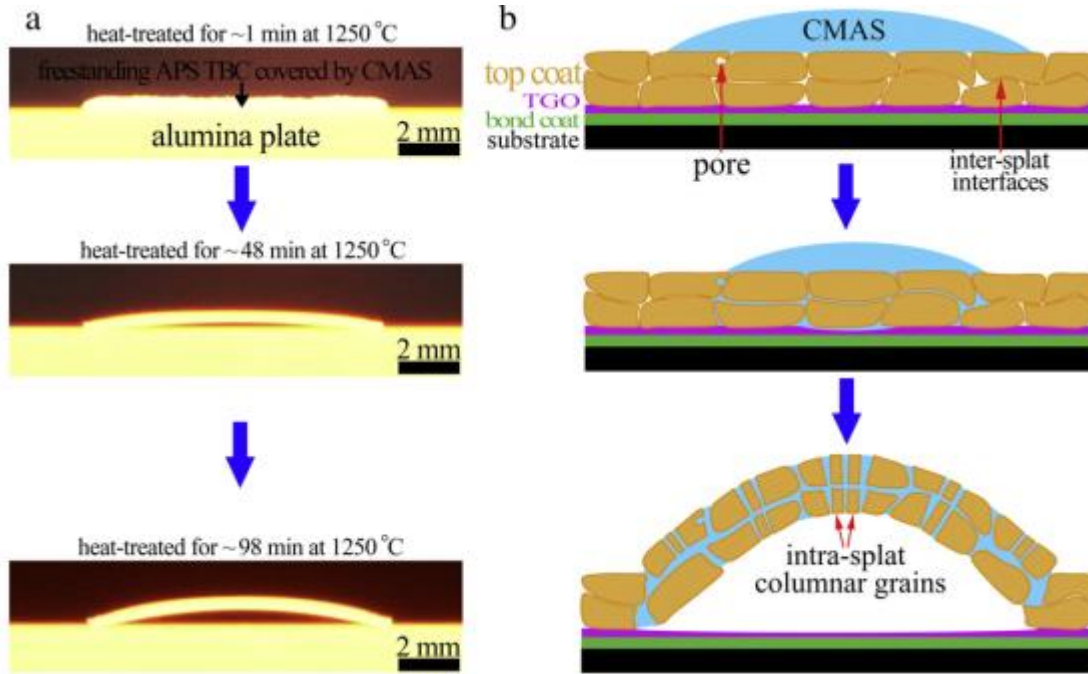 a
heat-treated for ~1 min at 1250 °C
freestanding APS TBC covered by CMAS
alumina plate
2 mm
heat-treated for ~48 min at 1250 °C
2 mm
heat-treated for ~98 min at 1250 °C
2 mm
b
CMAS
top coat
TGO
bond coat
substrate
pore
inter-splat
interfaces
intra-splat
columnar grains